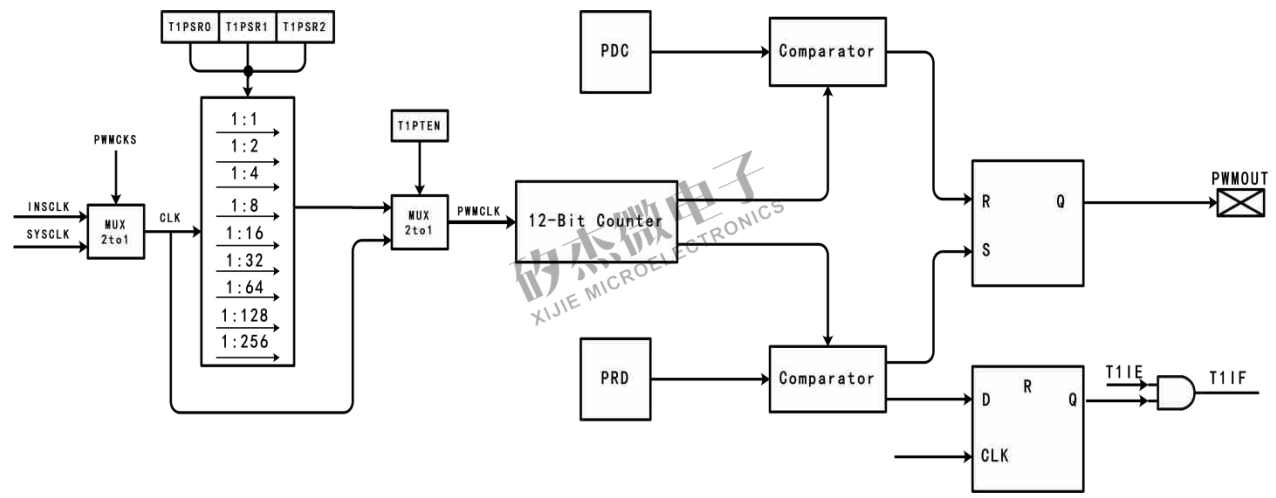 T1PSR0 T1PSR1 T1PSR2
PWMCKS
INSCLK
SYSCLK
MUX
2to1
CLK
1:1
1:2
1:4
1:8
1:16
1:32
1:64
1:128
1:256
T1PTEN
MUX
2to1
PWMCLK
12-Bit Counter
PDC
Comparator
PRD
Comparator
R
Q
S
PWMOUT
R
D
Q
CLK
T1IE
T1IF
矽杰微电子
XIJIE MICROELECTRONICS